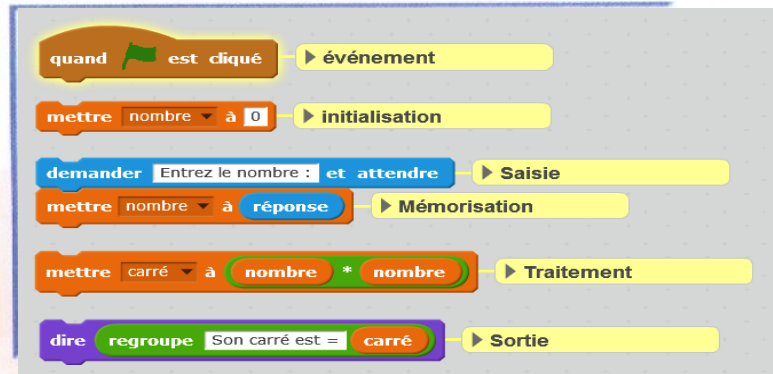 quand est cliqué événement
mettre nombre à 0 initialisation
demander Entrez le nombre : et attendre Saisie
mettre nombre à réponse Mémorisation
mettre carré à nombre * nombre Traitement
dire regroupe Son carré est = carré Sortie